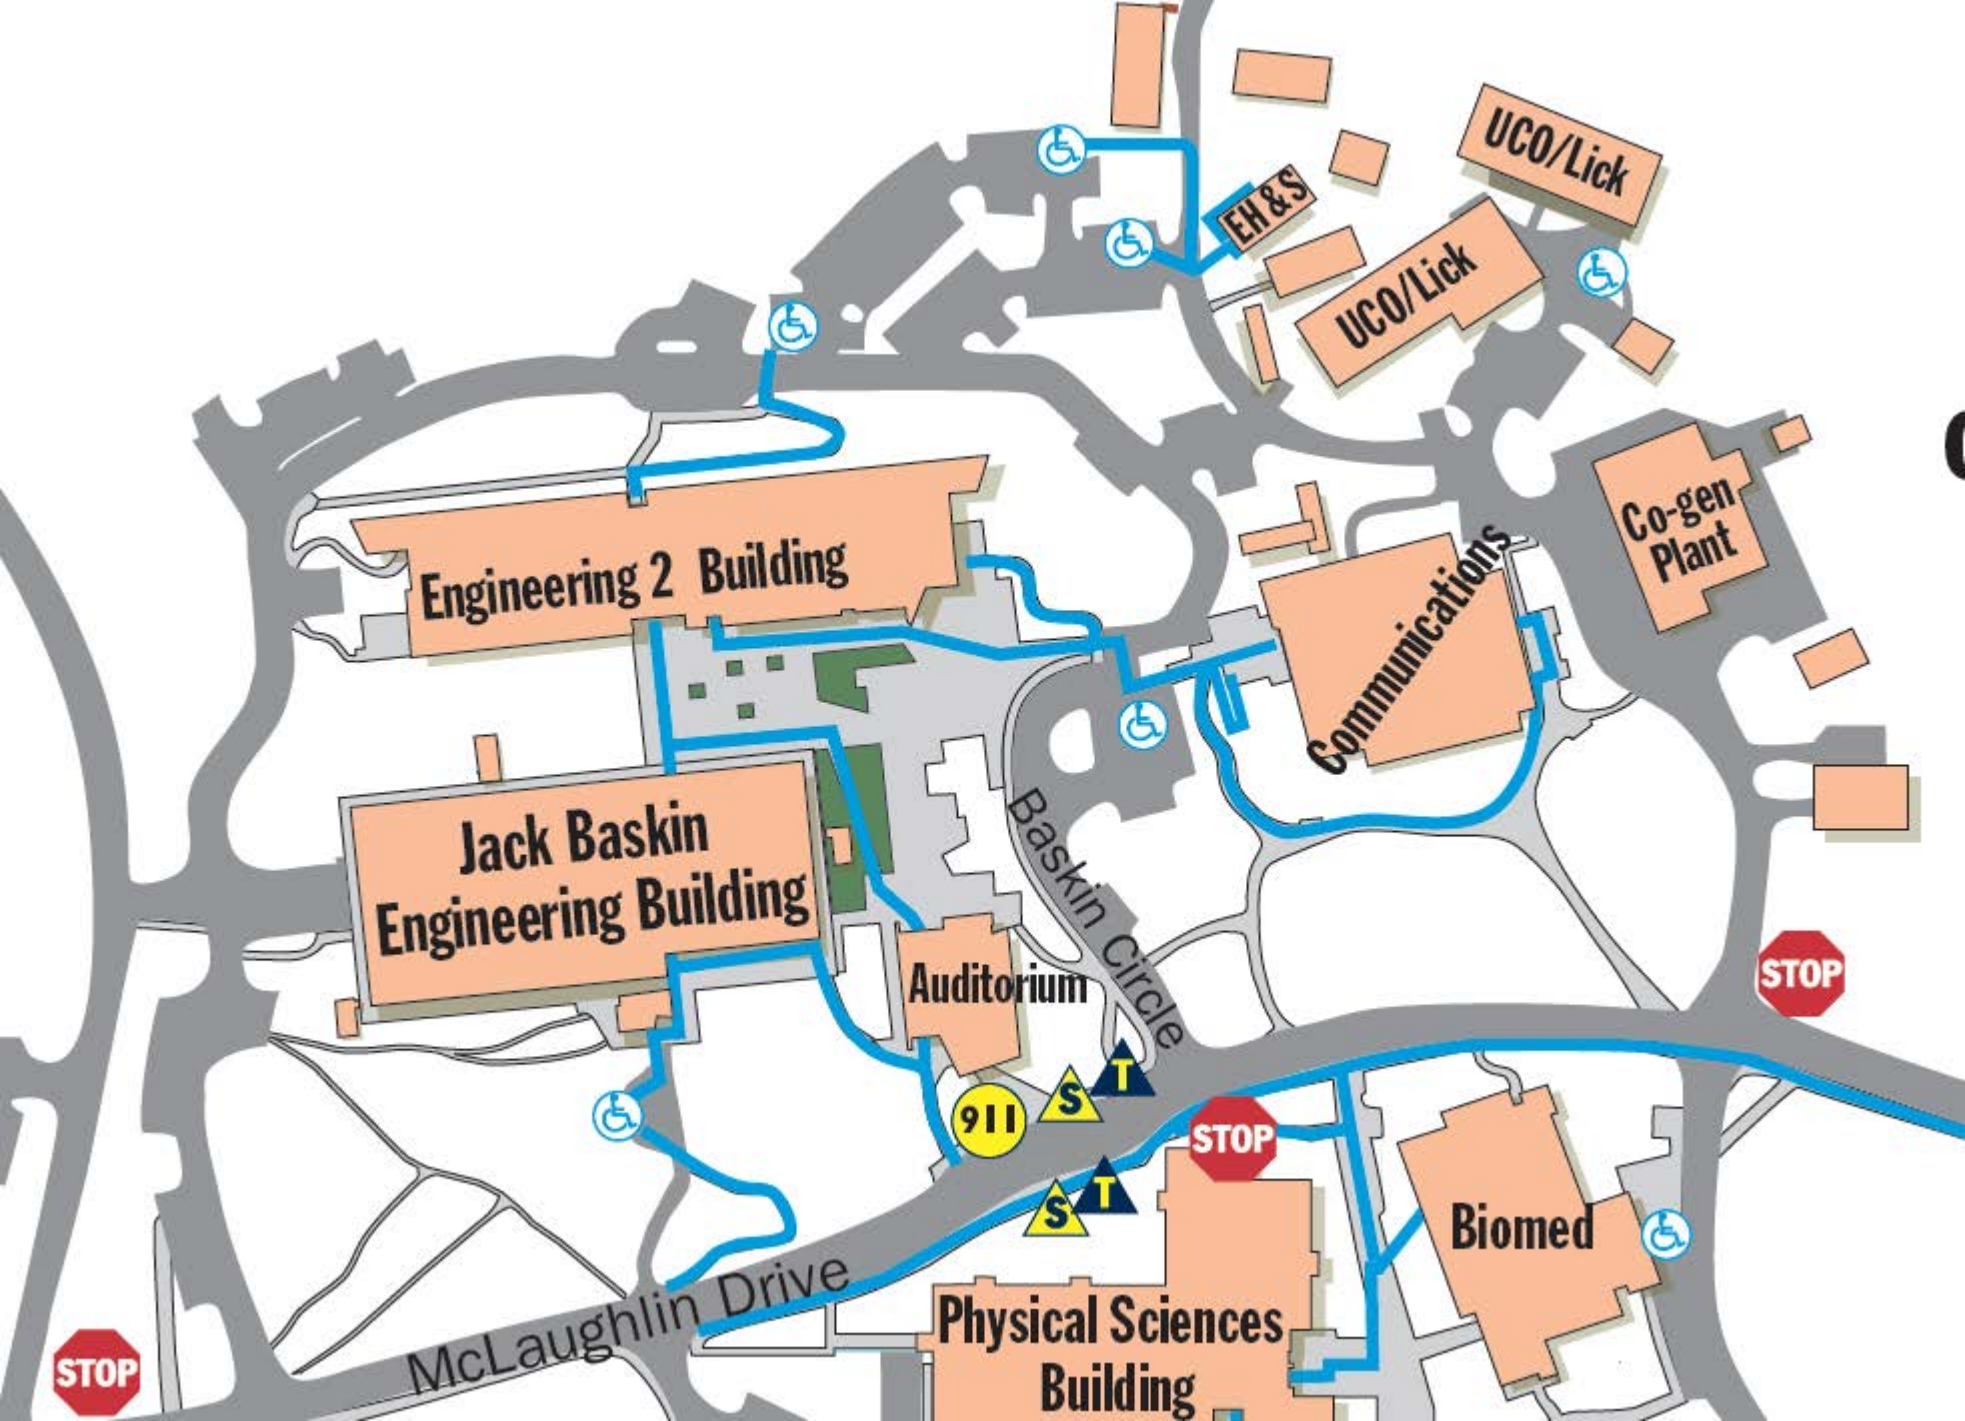 UCO/Lick
EH & S
UCO/Lick
Co-gen
Plant
Engineering 2 Building
Communications
Jack Baskin
Engineering Building
Baskin Circle
Auditorium
STOP
T
S
911
STOP
T
S
Biomed
McLaughlin Drive
Physical Sciences
Building
STOP